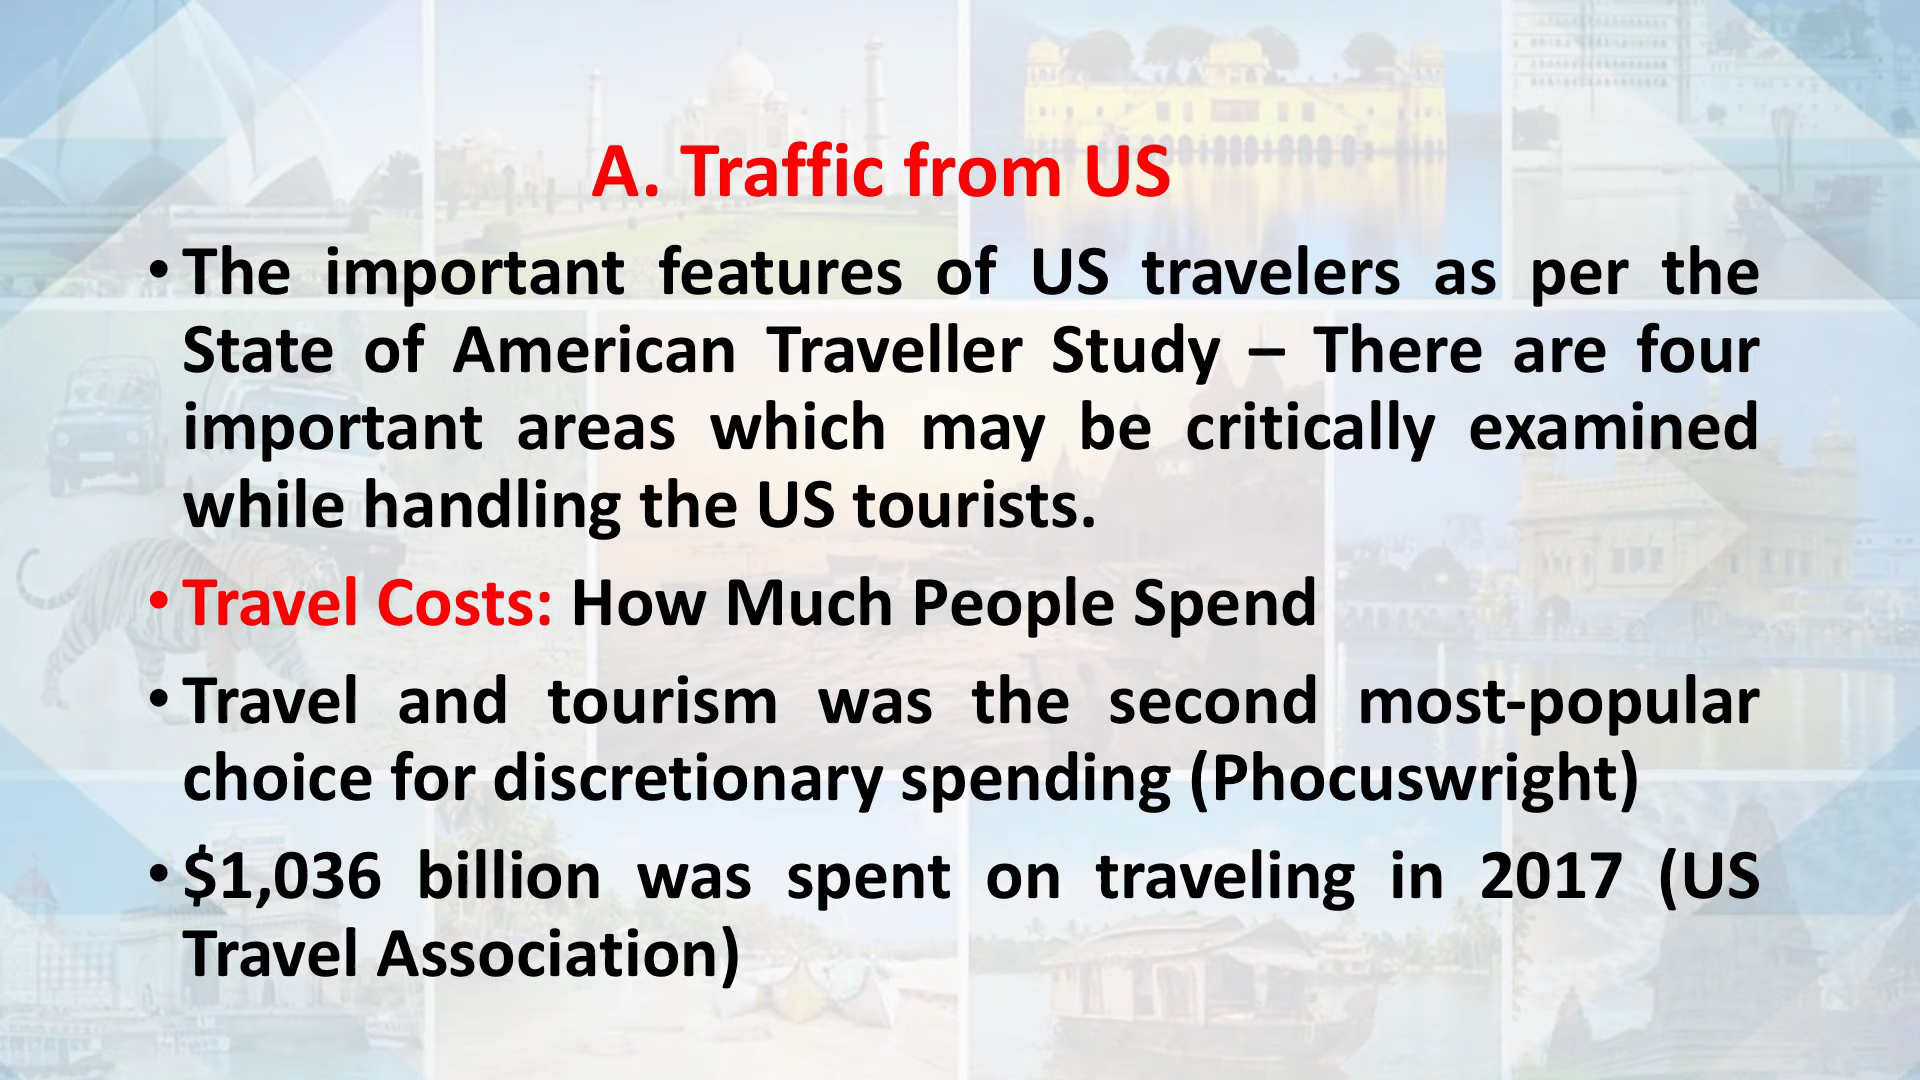 A. Traffic from US
• The important features of US travelers as per the
State of American Traveller Study – There are four
important areas which may be critically examined
while handling the US tourists.
• Travel Costs: How Much People Spend
• Travel and tourism was the second most-popular
choice for discretionary spending (Phocuswright)
• $1,036 billion was spent on traveling in 2017 (US
Travel Association)